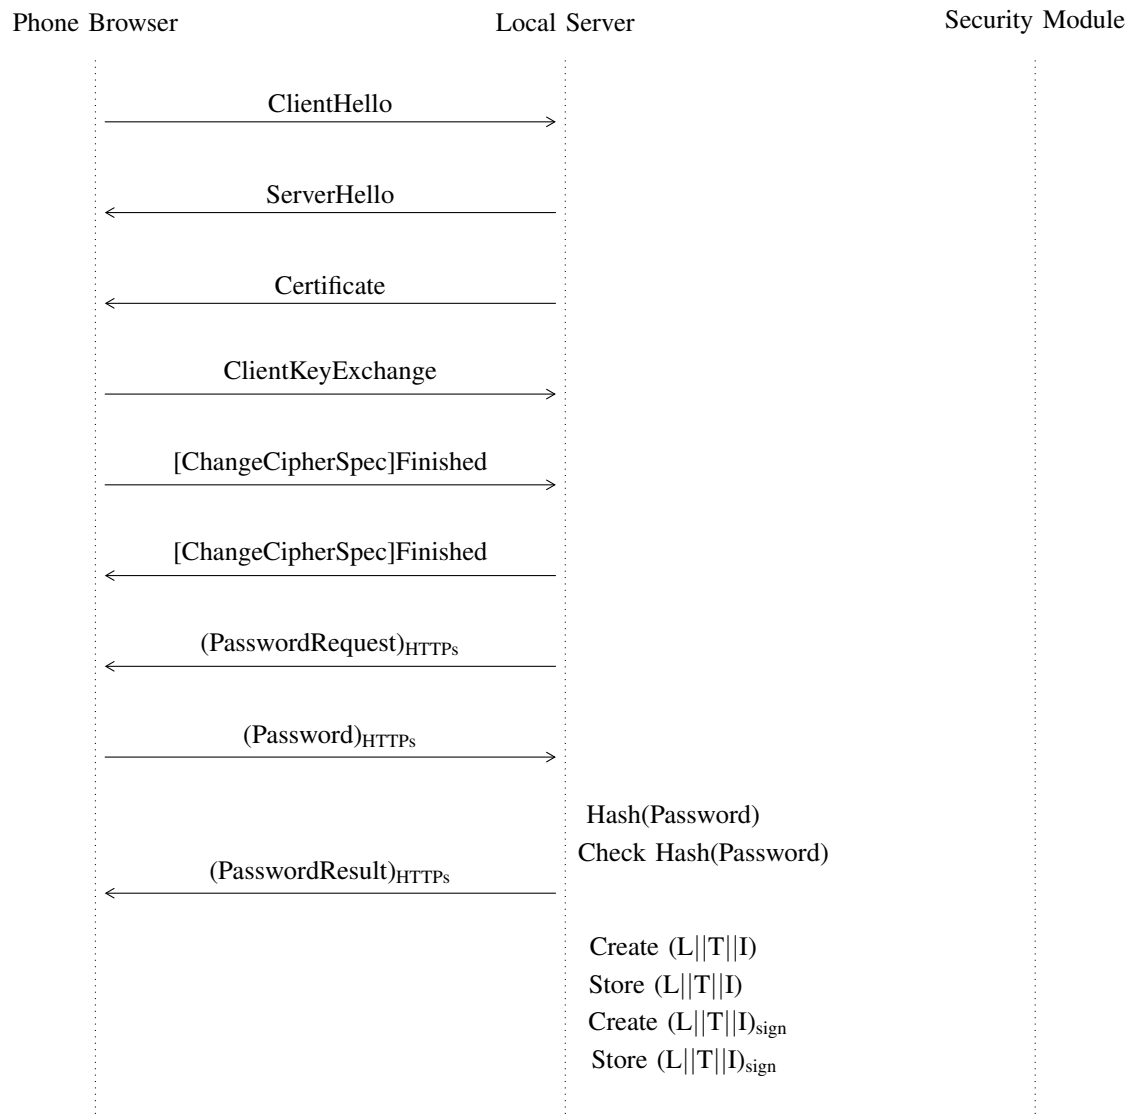 Phone Browser
Local Server
Security Module
ClientHello
ServerHello
Certificate
ClientKeyExchange
[ChangeCipherSpec]Finished
[ChangeCipherSpec]Finished
(PasswordRequest)HTTPs
(Password)HTTPs
Hash(Password)
Check Hash(Password)
(PasswordResult)HTTPs
Create (L||T||I)
Store (L||T||I)
Create (L||T||I)sign
Store (L||T||I)sign